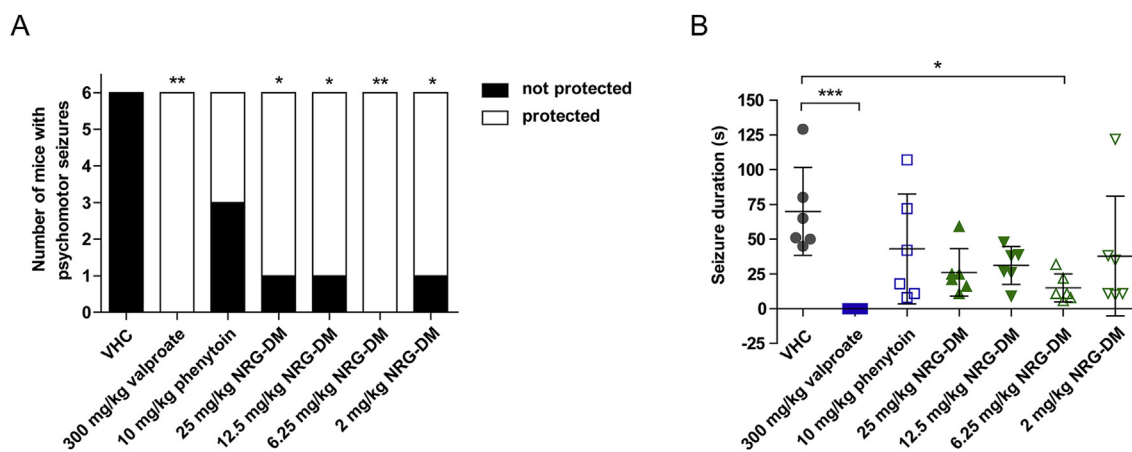 A
Number of mice with
psychomotor seizures
6
5
4
3
2
1
0
** * * ** *
not protected
protected
VHC
300 mg/kg valproate
10 mg/kg phenytoin
25 mg/kg NRG-DM
12.5 mg/kg NRG-DM
6.25 mg/kg NRG-DM
2 mg/kg NRG-DM
B
*
***
Seizure duration (s)
150
125
100
75
50
25
0
-25
VHC
300 mg/kg valproate
10 mg/kg phenytoin
25 mg/kg NRG-DM
12.5 mg/kg NRG-DM
6.25 mg/kg NRG-DM
2 mg/kg NRG-DM